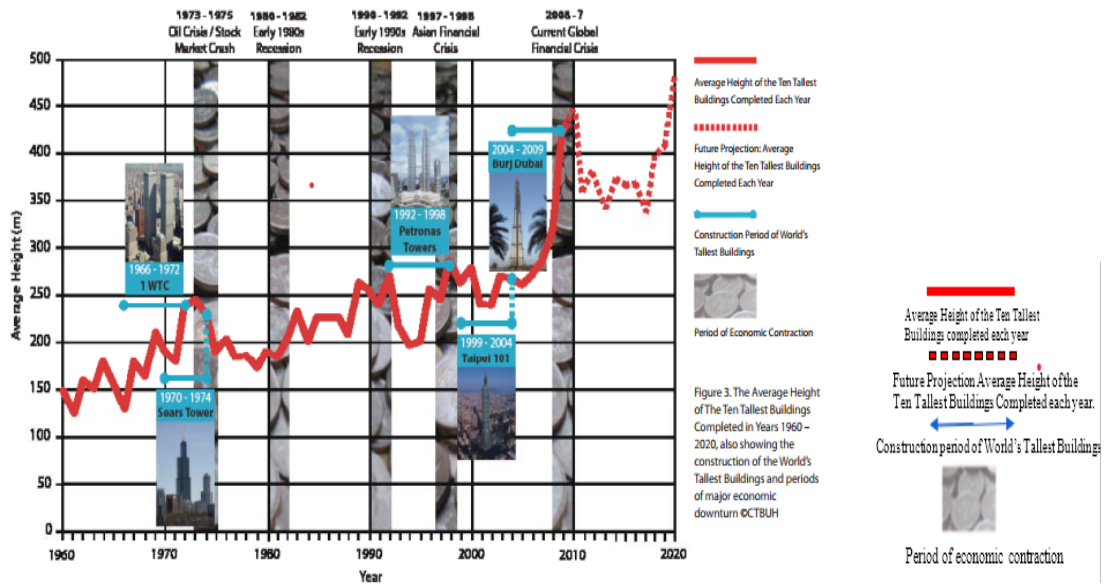 1973 - 1975
Oil Crisis / Stock
Market Crash
1980 - 1982
Early 1980s
Recession
1990 - 1992
Early 1990s
Recession
1997 - 1998
Asian Financial
Crisis
2008 - ?
Current Global
Financial Crisis
Average Height (m)
500
450
400
350
300
250
200
150
100
50
0
1966 - 1972
1 WTC
1970 - 1974
Sears Tower
1992 - 1998
Petronas
Towers
1999 - 2004
Taipei 101
2004 - 2009
Burj Dubai
1960
1970
1980
1990
2000
2010
2020
Year
Average Height of the Ten Tallest
Buildings Completed Each Year
Future Projection: Average
Height of the Ten Tallest Buildings
Completed Each Year
Construction Period of World's
Tallest Buildings
Period of Economic Contraction
Figure 3. The Average Height
of The Ten Tallest Buildings
Completed in Years 1960 –
2020, also showing the
construction of the World's
Tallest Buildings and periods
of major economic
downturn ©CTBUH
Average Height of the Ten Tallest
Buildings completed each year
Future Projection Average Height of the
Ten Tallest Buildings Completed each year.
Construction period of World's Tallest Buildings
Period of economic contraction